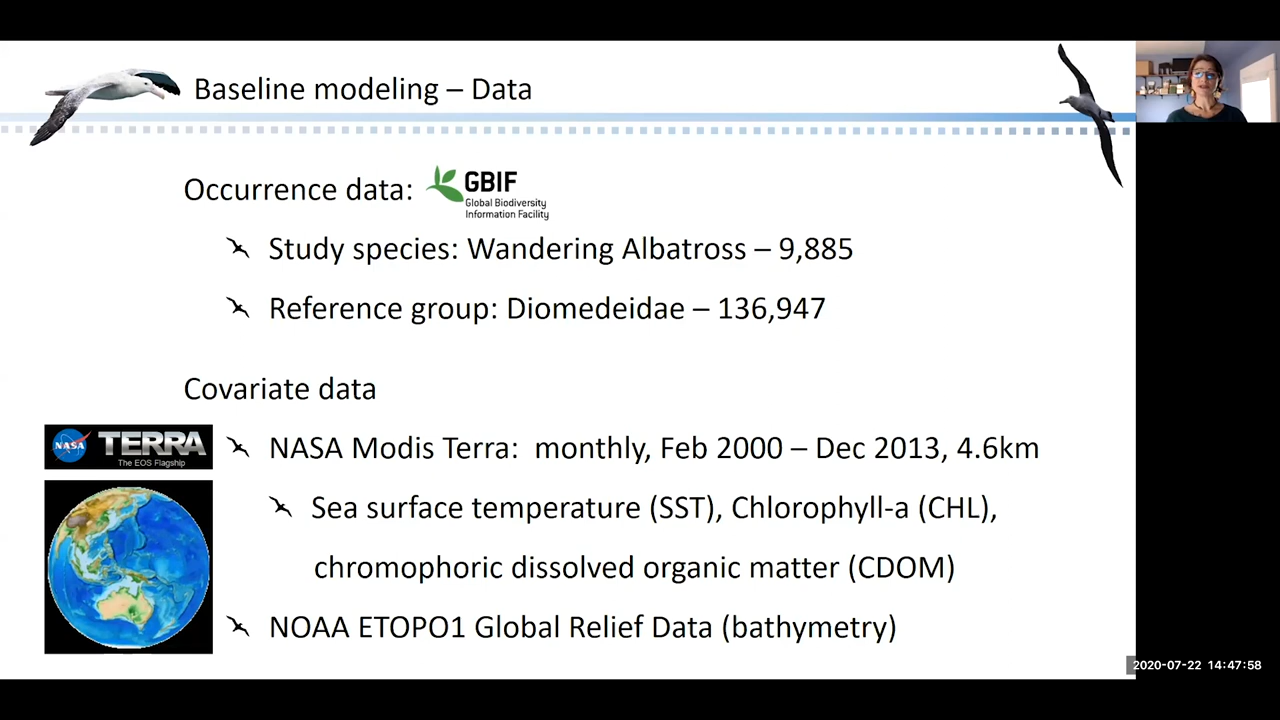 Baseline modeling – Data
Occurrence data:
GBIF
Global Biodiversity
Information Facility
Study species: Wandering Albatross – 9,885
Reference group: Diomedeidae – 136,947
Covariate data
NASA
TERRA
The EOS Flagship
NASA Modis Terra:  monthly, Feb 2000 – Dec 2013, 4.6km
Sea surface temperature (SST), Chlorophyll-a (CHL),
chromophoric dissolved organic matter (CDOM)
NOAA ETOPO1 Global Relief Data (bathymetry)
2020-07-22 14:47:58